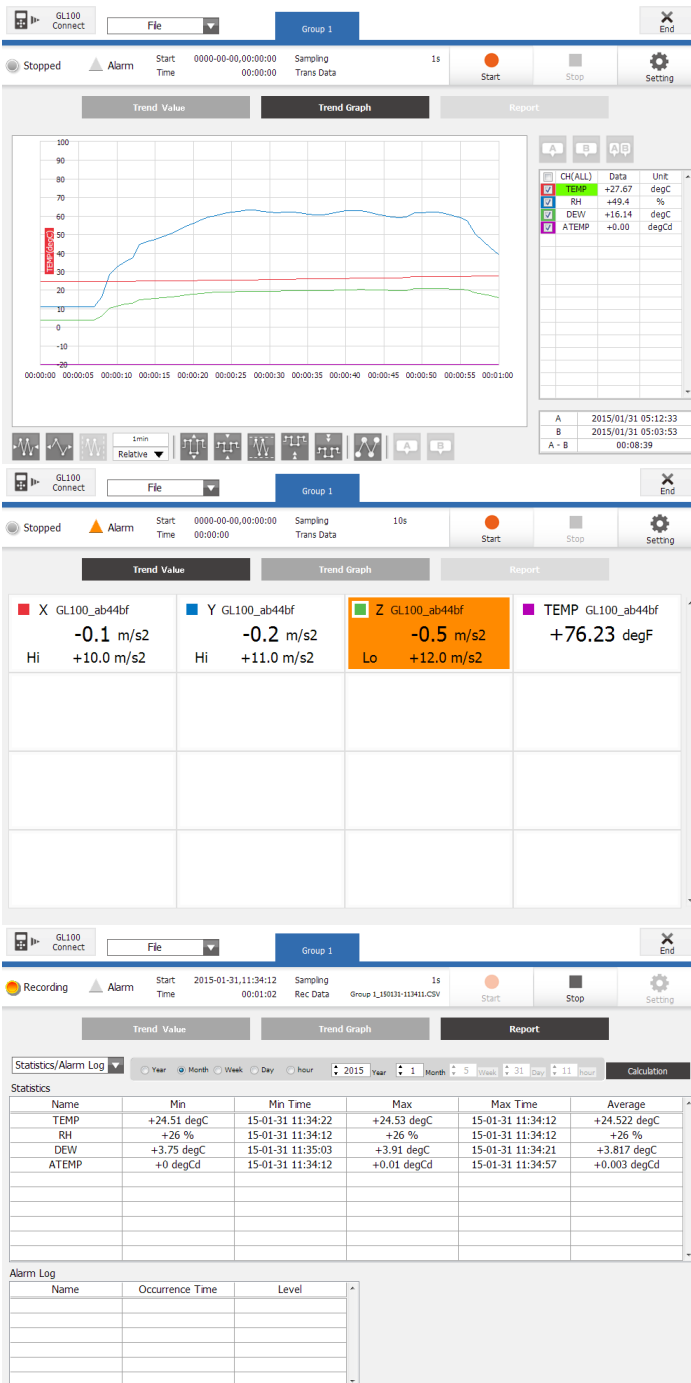 GL100 Connect File Group 1 End
Stopped Alarm Start 0000-00-00,00:00:00 Sampling 1s Start Stop Setting
Time 00:00:00 Trans Data
Trend Value Trend Graph Report
A B A B
CH(ALL) Data Unit
TEMP +27.67 degC
RH +49.4 %
DEW +16.14 degC
ATEMP +0.00 degCd
TEMP(degC)
100
90
80
70
60
50
40
30
20
10
0
-10
-20
00:00:00 00:00:05 00:00:10 00:00:15 00:00:20 00:00:25 00:00:30 00:00:35 00:00:40 00:00:45 00:00:50 00:00:55 00:01:00
A 2015/01/31 05:12:33
B 2015/01/31 05:03:53
A - B 00:08:39
1min
Relative
A B
GL100 Connect File Group 1 End
Stopped Alarm Start 0000-00-00,00:00:00 Sampling 10s Start Stop Setting
Time 00:00:00 Trans Data
Trend Value Trend Graph Report
X GL100_ab44bf Y GL100_ab44bf Z GL100_ab44bf TEMP GL100_ab44bf
-0.1 m/s2 -0.2 m/s2 -0.5 m/s2 +76.23 degF
Hi +10.0 m/s2 Hi +11.0 m/s2 Lo +12.0 m/s2
GL100 Connect File Group 1 End
Recording Alarm Start 2015-01-31,11:34:12 Sampling 1s Start Stop Setting
Time 00:01:02 Rec Data Group 1_150131-113411.CSV
Trend Value Trend Graph Report
Statistics/Alarm Log Year Month Week Day hour 2015 Year 1 Month 5 Week 31 Day 11 hour Calculation
Statistics
Name Min Min Time Max Max Time Average
TEMP +24.51 degC 15-01-31 11:34:22 +24.53 degC 15-01-31 11:34:12 +24.522 degC
RH +26 % 15-01-31 11:34:12 +26 % 15-01-31 11:34:12 +26 %
DEW +3.75 degC 15-01-31 11:35:03 +3.91 degC 15-01-31 11:34:21 +3.817 degC
ATEMP +0 degCd 15-01-31 11:34:12 +0.01 degCd 15-01-31 11:34:57 +0.003 degCd
Alarm Log
Name Occurrence Time Level